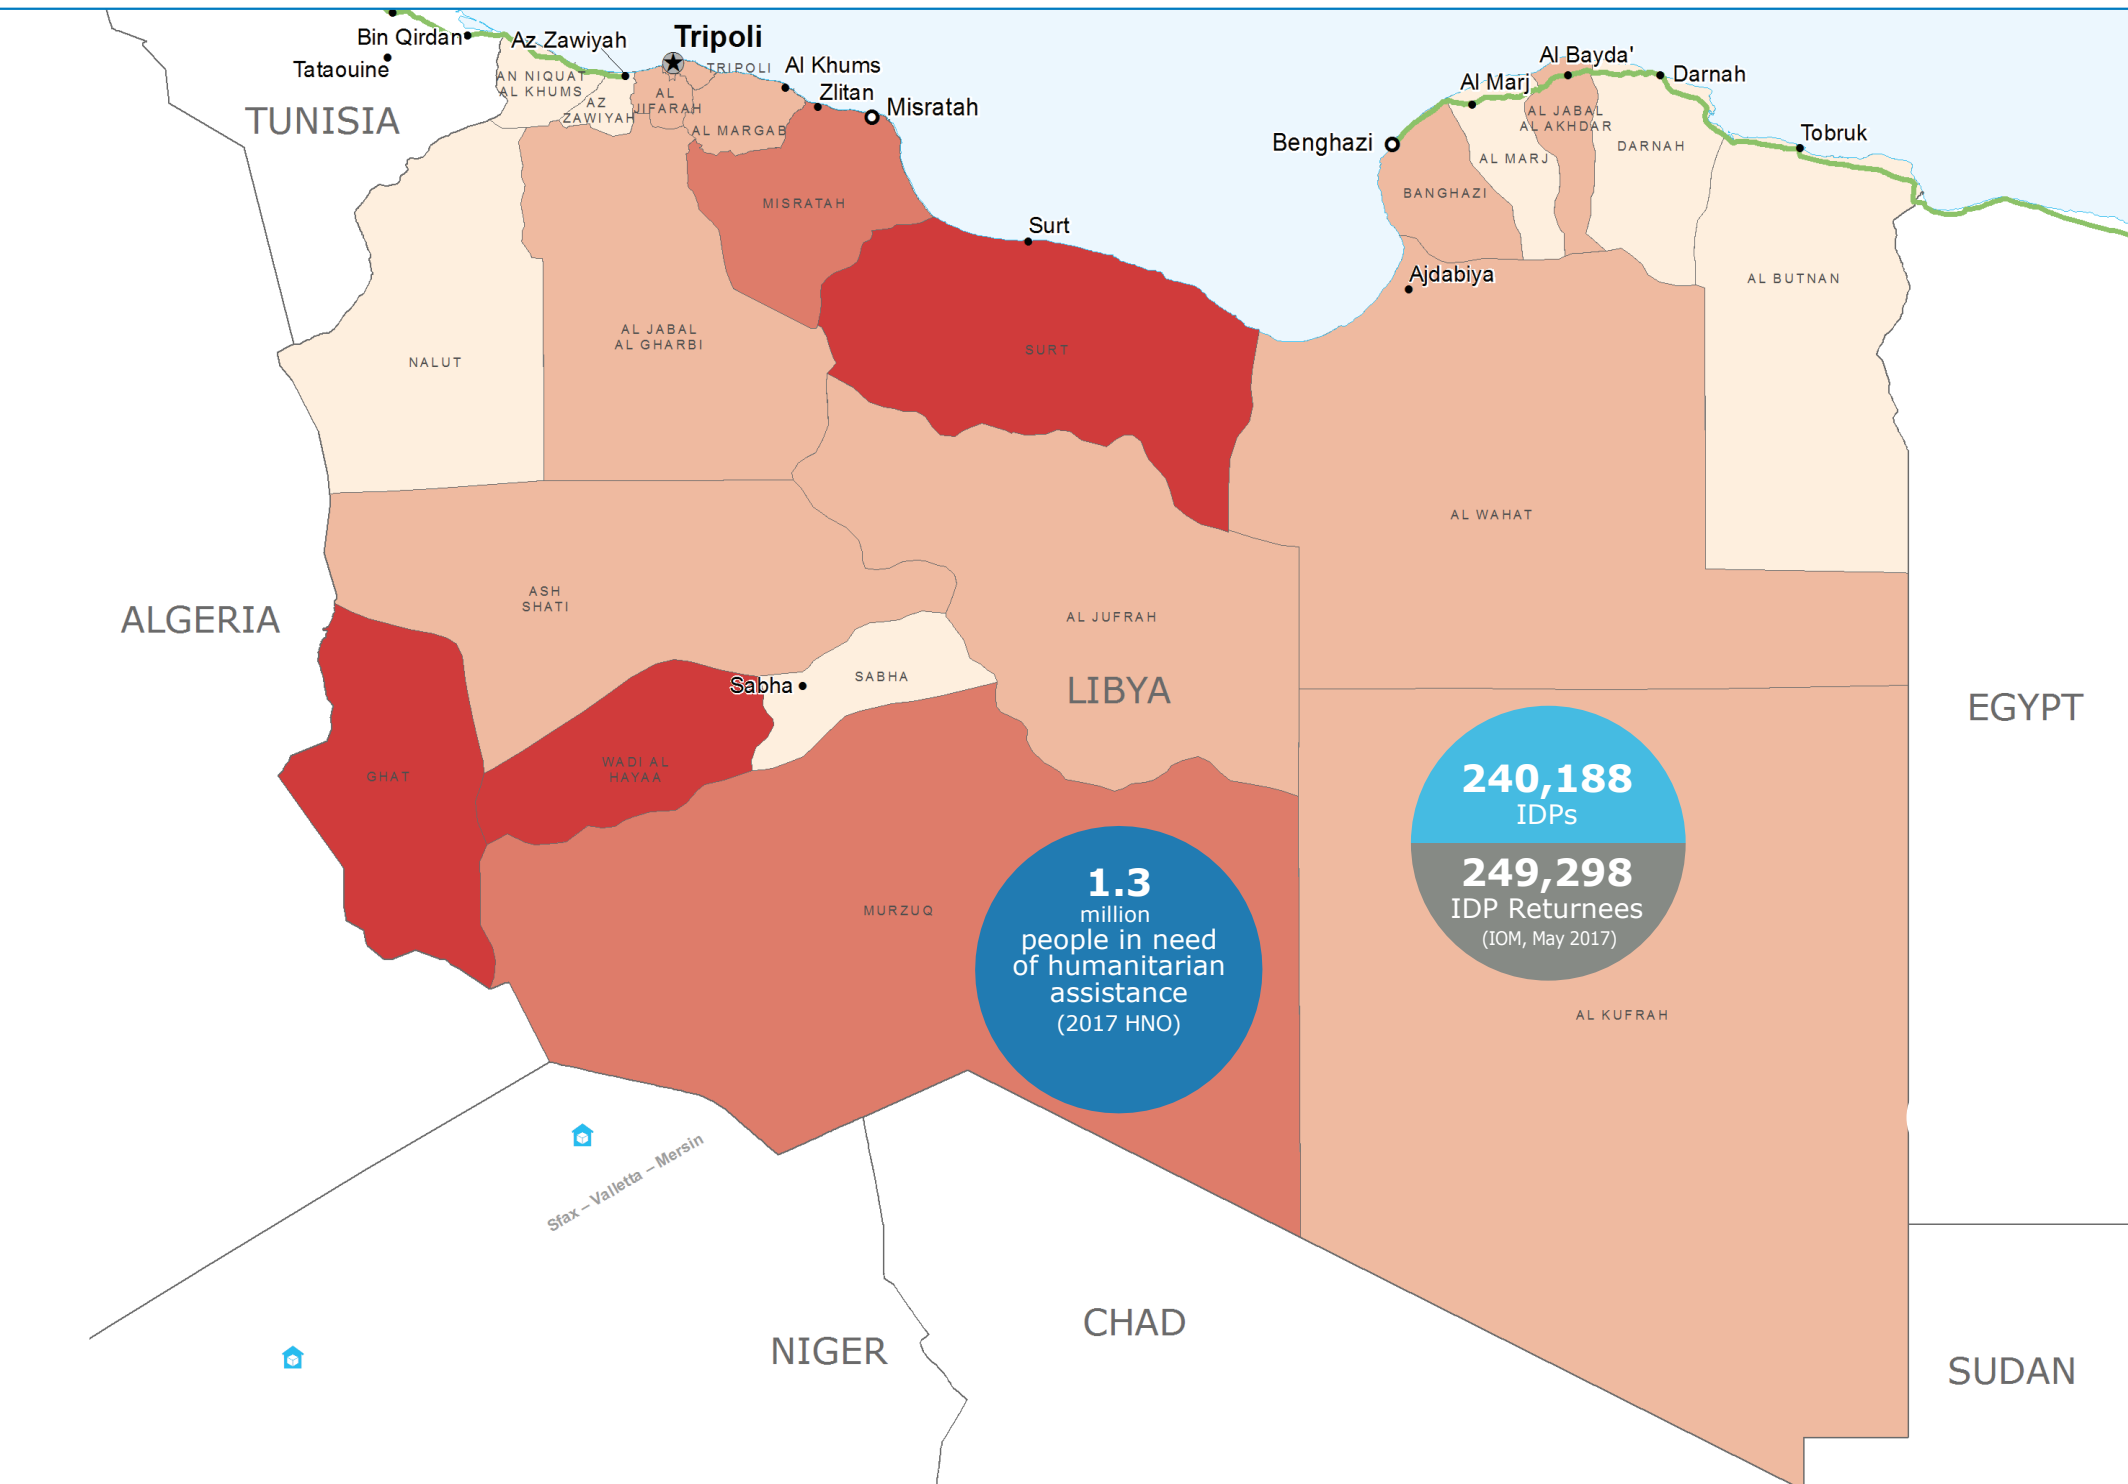 Tripoli
Bin Qirdan
Az Zawiyah
Tataouine
AN NIQUAT
AL KHUMS
TRIPOLI
Al Khums
Zlitan
Misratah
AZ
ZAWIYAH
AL
JIFARAH
AL MARGAB
TUNISIA
Al Bayda'
Al Marj
Darnah
AL JABAL
AL AKHDAR
Benghazi
AL MARJ
DARNAH
Tobruk
BANGHAZI
MISRATAH
Surt
Ajdabiya
AL BUTNAN
AL JABAL
AL GHARBI
NALUT
SURT
AL WAHAT
ASH
SHATI
ALGERIA
AL JUFRAH
Sabha
SABHA
LIBYA
EGYPT
WADI AL
HAYAA
GHAT
240,188
IDPs
249,298
IDP Returnees
(IOM, May 2017)
MURZUQ
1.3
million
people in need
of humanitarian
assistance
(2017 HNO)
AL KUFRAH
Sfax – Valletta – Mersin
NIGER
CHAD
SUDAN